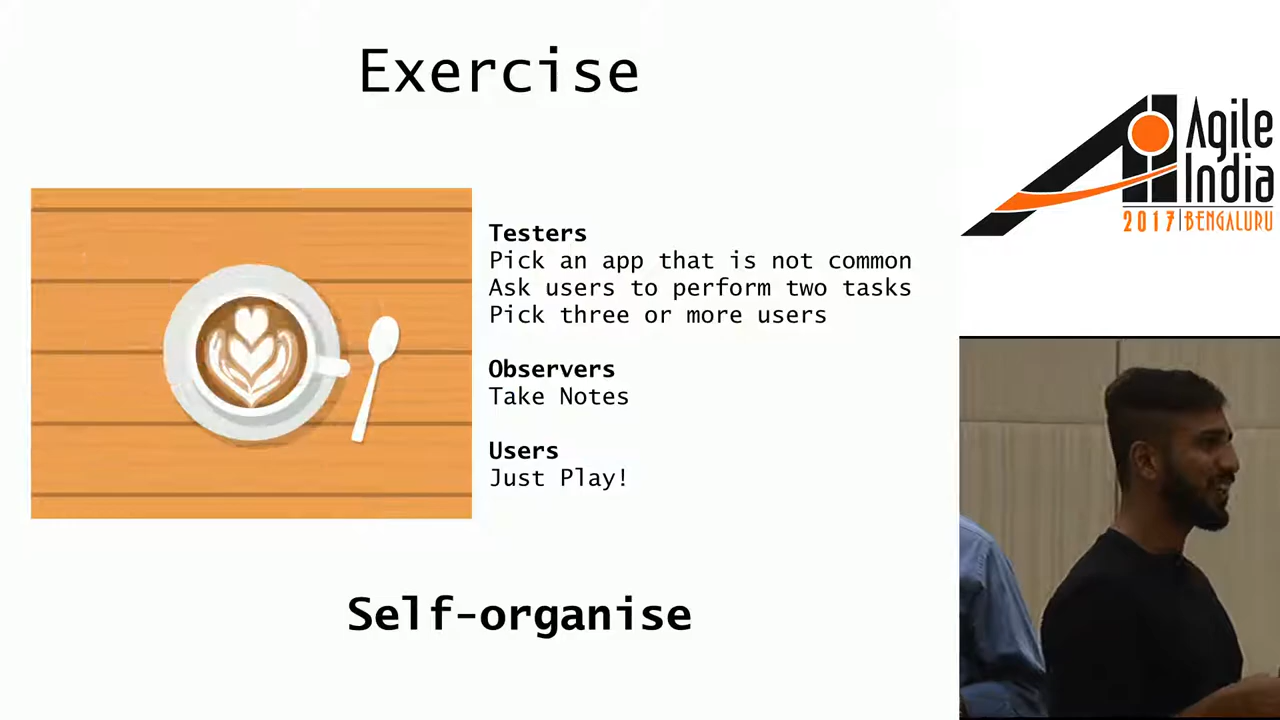 Exercise
Testers
Pick an app that is not common
Ask users to perform two tasks
Pick three or more users
Observers
Take Notes
Users
Just Play!
Self-organise
Agile
India
2017 | BENGALURU